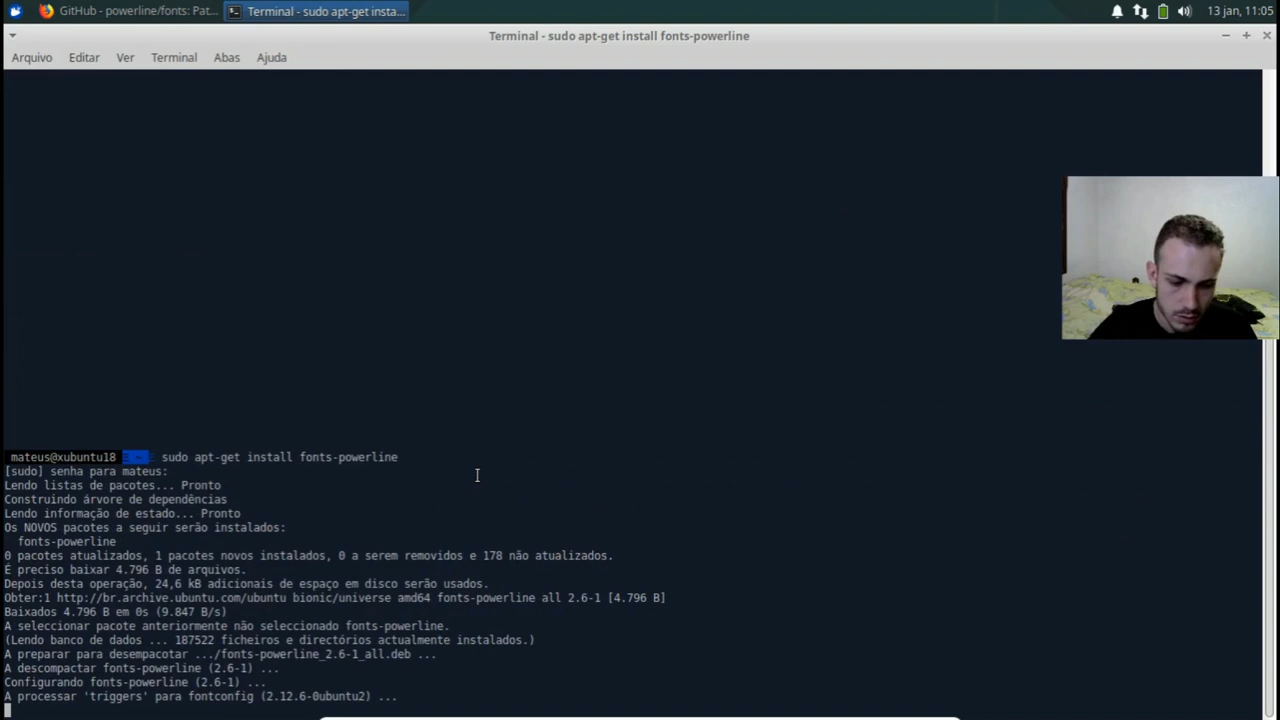 GitHub - powerline/fonts: Pat...
Terminal - sudo apt-get insta...
13 jan, 11:05
Terminal - sudo apt-get install fonts-powerline
Arquivo Editar Ver Terminal Abas Ajuda
mateus@xubuntu18 ~ sudo apt-get install fonts-powerline
[sudo] senha para mateus:
Lendo listas de pacotes... Pronto
Construindo árvore de dependências
Lendo informação de estado... Pronto
Os NOVOS pacotes a seguir serão instalados:
fonts-powerline
0 pacotes atualizados, 1 pacotes novos instalados, 0 a serem removidos e 178 não atualizados.
É preciso baixar 4.796 B de arquivos.
Depois desta operação, 24,6 kB adicionais de espaço em disco serão usados.
Obter:1 http://br.archive.ubuntu.com/ubuntu bionic/universe amd64 fonts-powerline all 2.6-1 [4.796 B]
Baixados 4.796 B em 0s (9.847 B/s)
A seleccionar pacote anteriormente não seleccionado fonts-powerline.
(Lendo banco de dados ... 187522 ficheiros e directórios actualmente instalados.)
A preparar para desempacotar .../fonts-powerline_2.6-1_all.deb ...
A descompactar fonts-powerline (2.6-1) ...
Configurando fonts-powerline (2.6-1) ...
A processar 'triggers' para fontconfig (2.12.6-0ubuntu2) ...